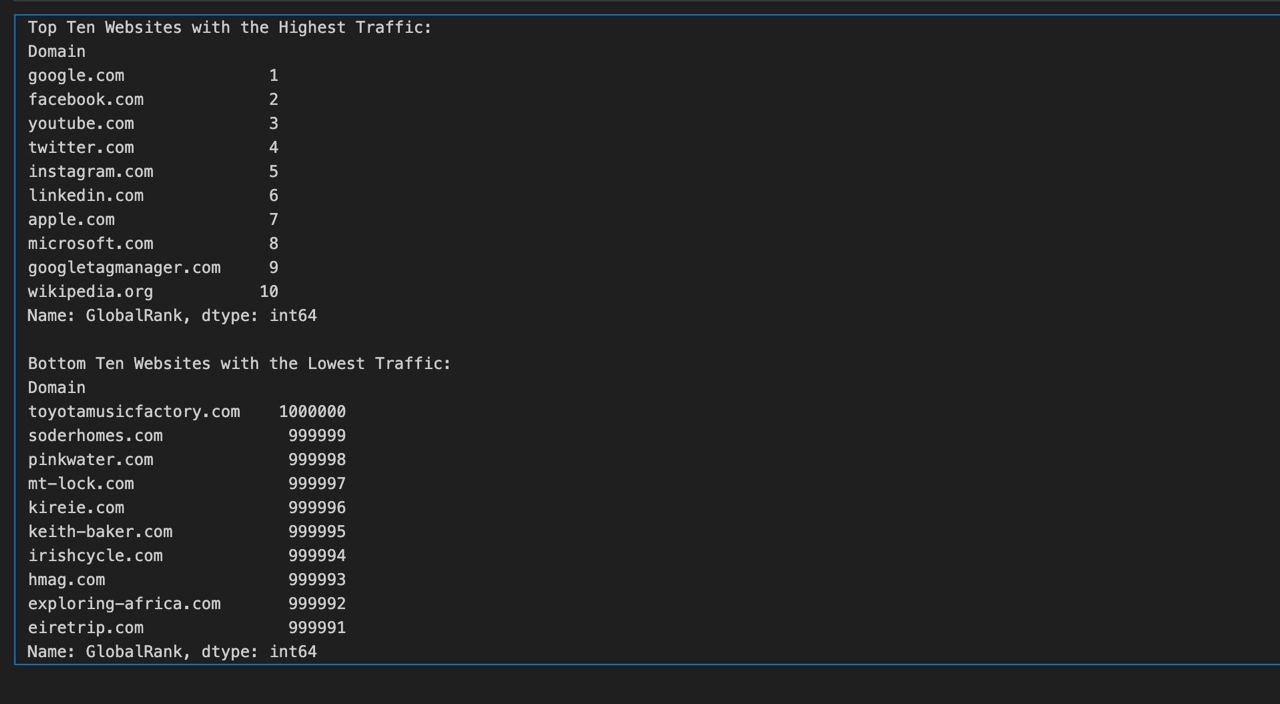 Top Ten Websites with the Highest Traffic:
Domain
google.com               1
facebook.com             2
youtube.com              3
twitter.com              4
instagram.com            5
linkedin.com             6
apple.com                7
microsoft.com            8
googletagmanager.com     9
wikipedia.org           10
Name: GlobalRank, dtype: int64

Bottom Ten Websites with the Lowest Traffic:
Domain
toyotamusicfactory.com    1000000
soderhomes.com             999999
pinkwater.com              999998
mt-lock.com                999997
kireie.com                 999996
keith-baker.com            999995
irishcycle.com             999994
hmag.com                   999993
exploring-africa.com       999992
eiretrip.com               999991
Name: GlobalRank, dtype: int64